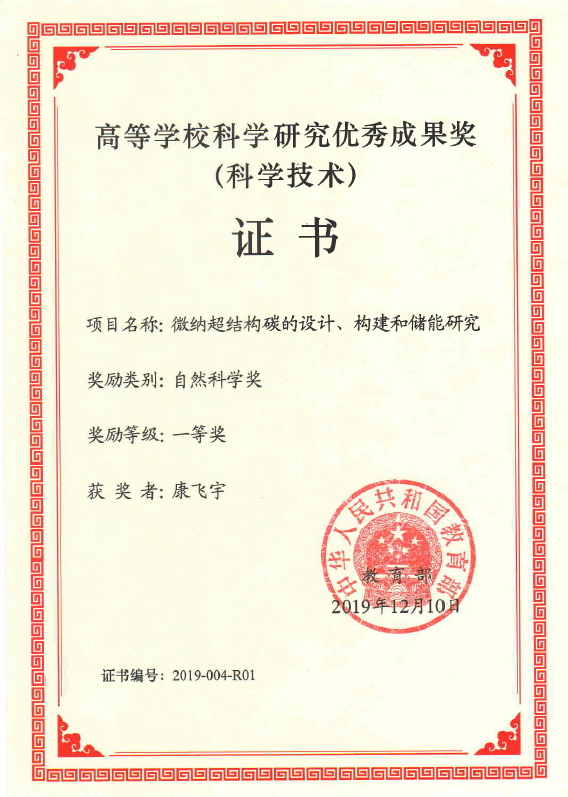 高等学校科学研究优秀成果奖
(科学技术)
证书
项目名称：微纳超结构碳的设计、构建和储能研究
奖励类别：自然科学奖
奖励等级：一等奖
获奖者：康飞宇
中华人民共和国教育部
教育部
2019年12月10日
证书编号：2019-004-R01